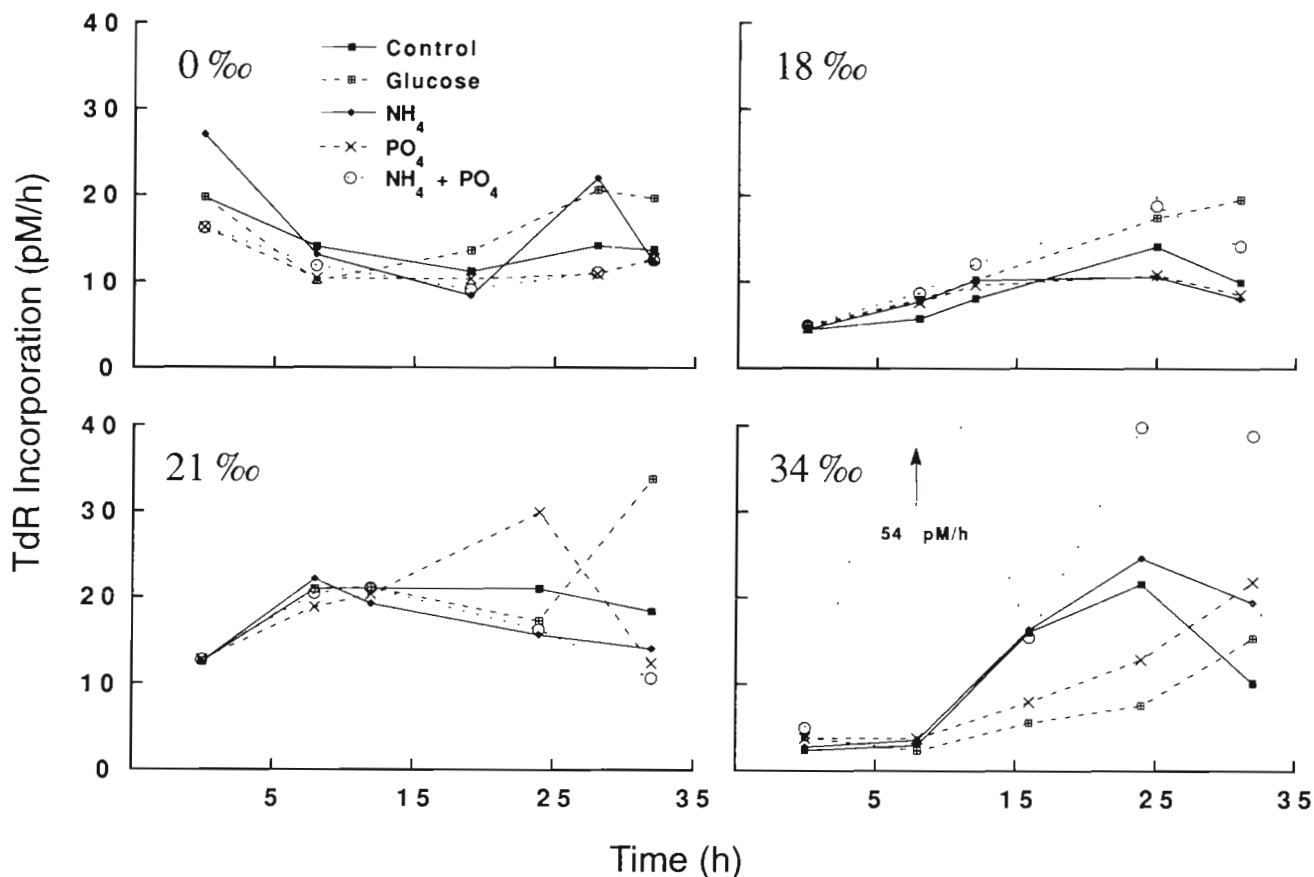 TdR Incorporation (pM/h)
40
30
20
10
0
0 ‰
Control
Glucose
NH4
PO4
NH4 + PO4
18 ‰
40
30
20
10
0
21 ‰
34 ‰
54 pM/h
5 15 25 35
5 15 25 35
Time (h)